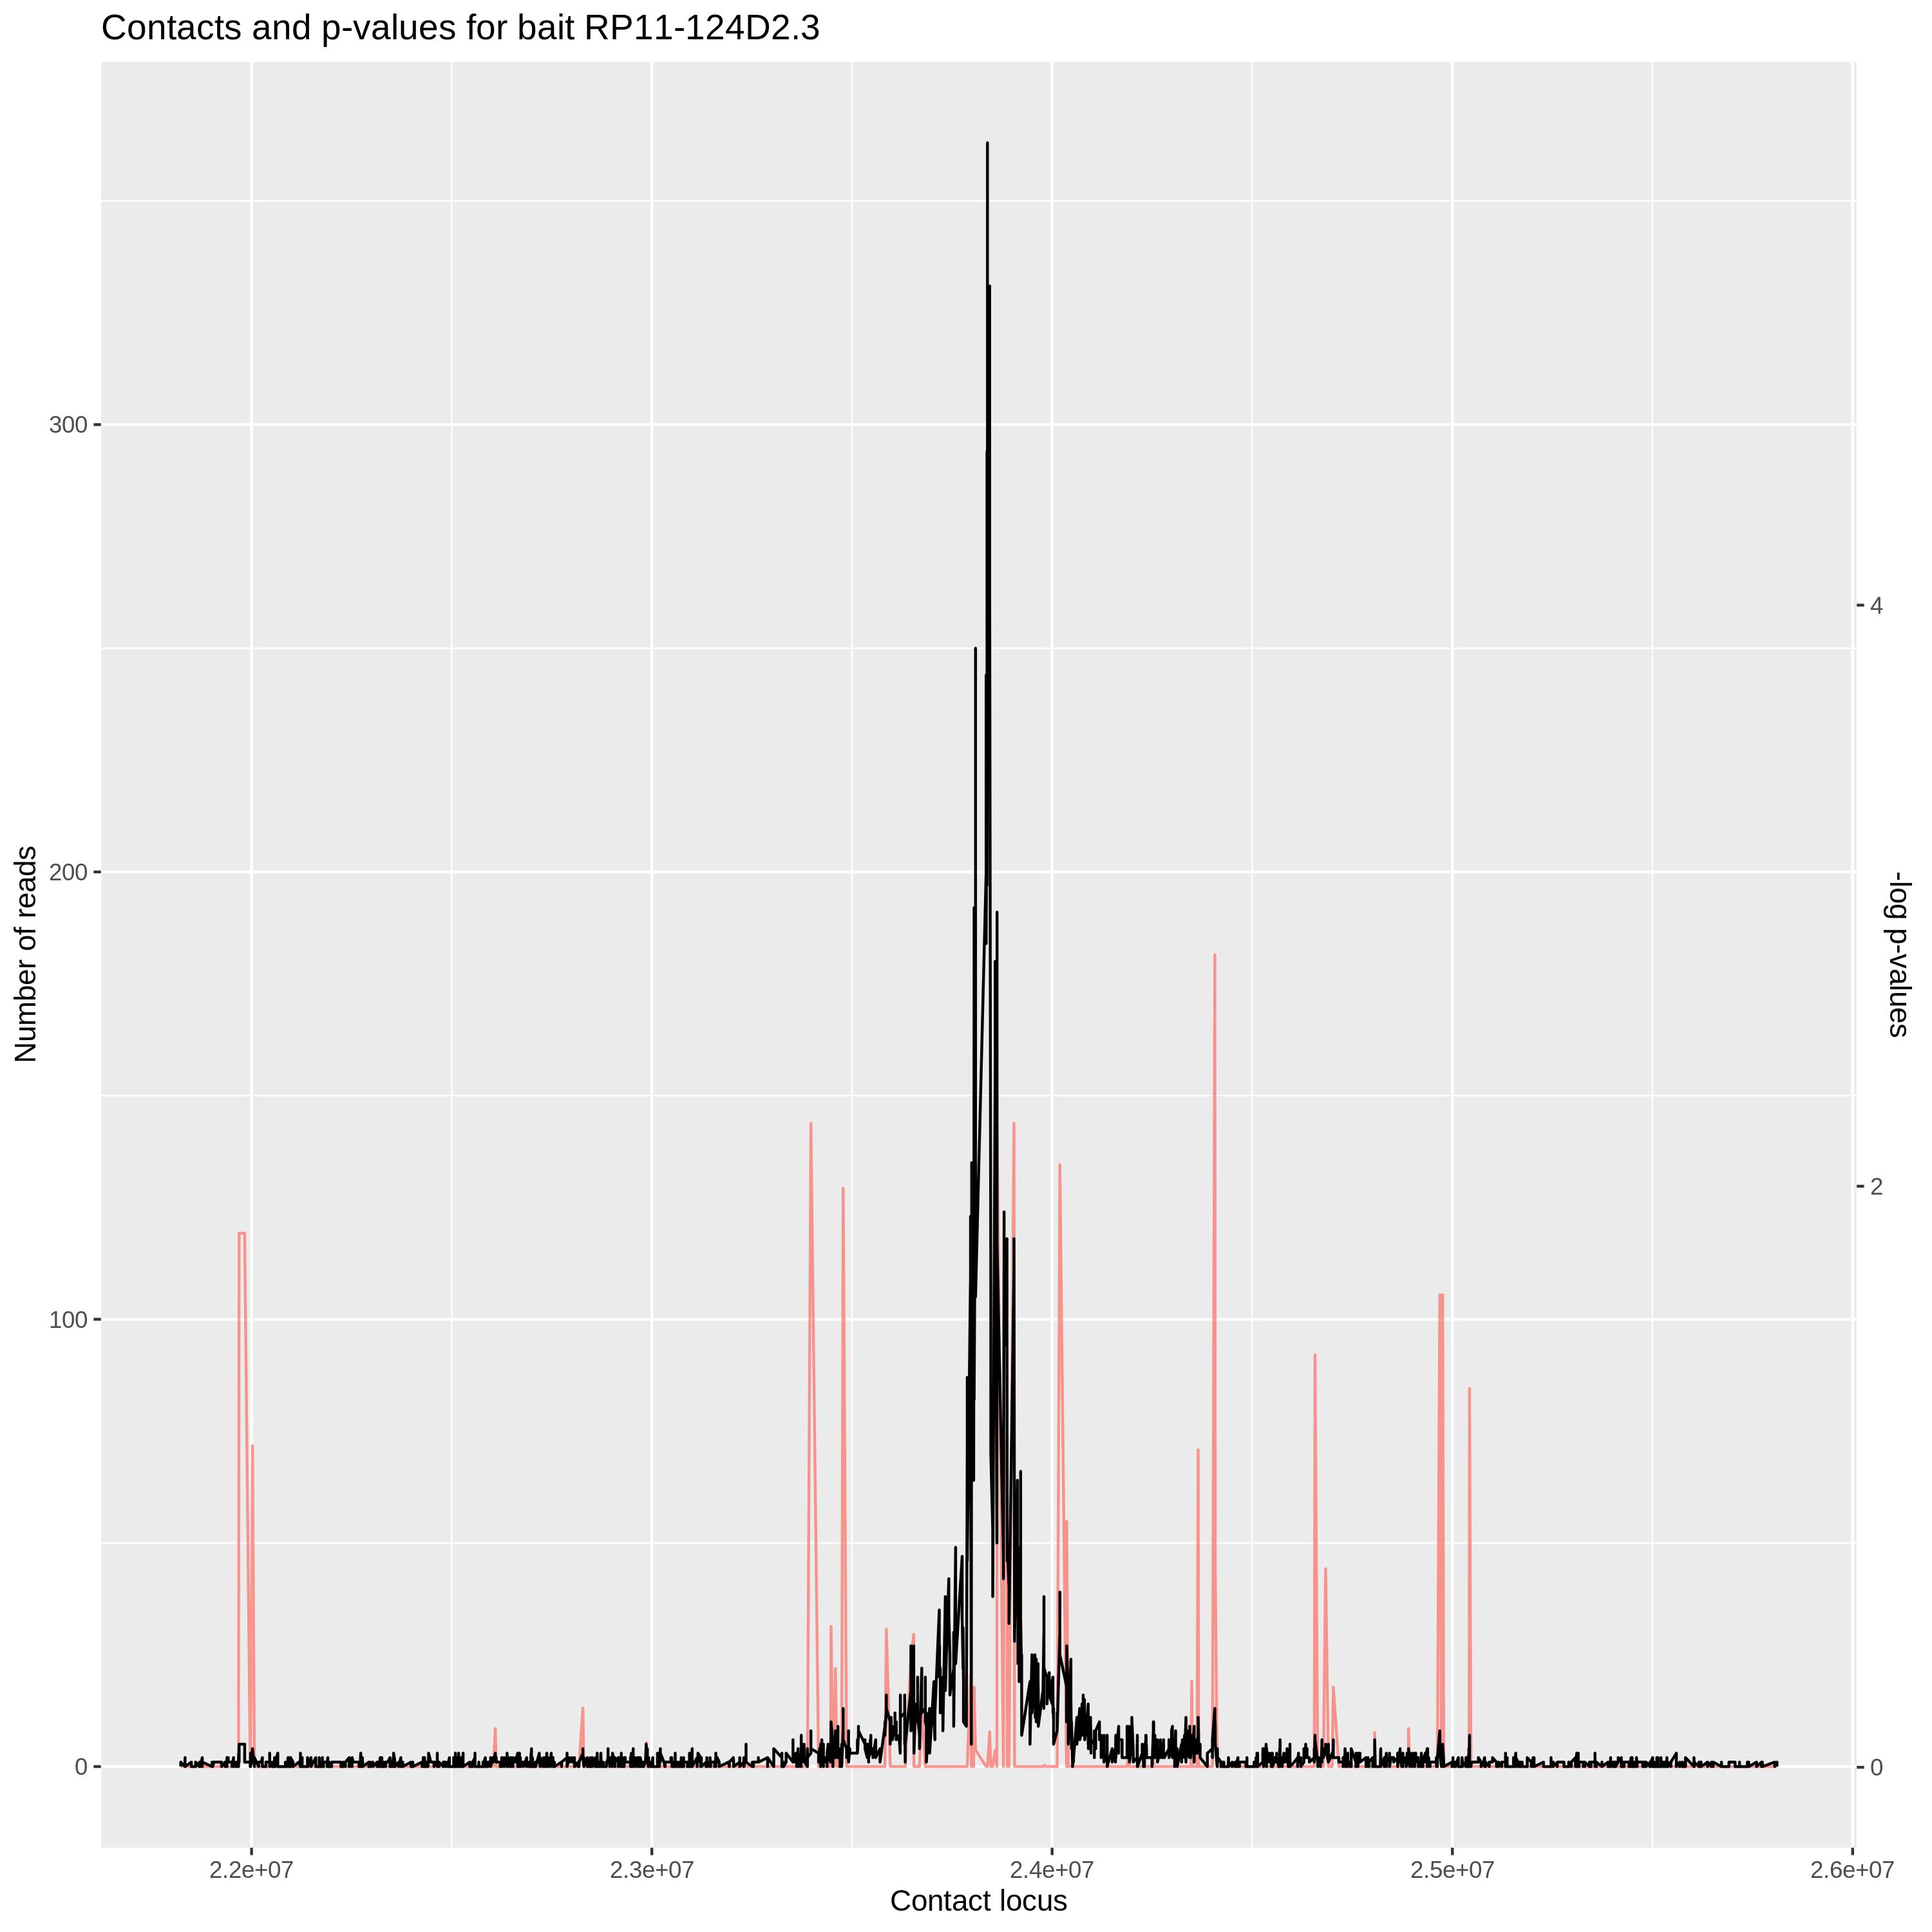 Contacts and p-values for bait RP11-124D2.3
300
200
100
0
Number of reads
4
2
0
-log p-values
2.2e+07
2.3e+07
2.4e+07
2.5e+07
2.6e+07
Contact locus